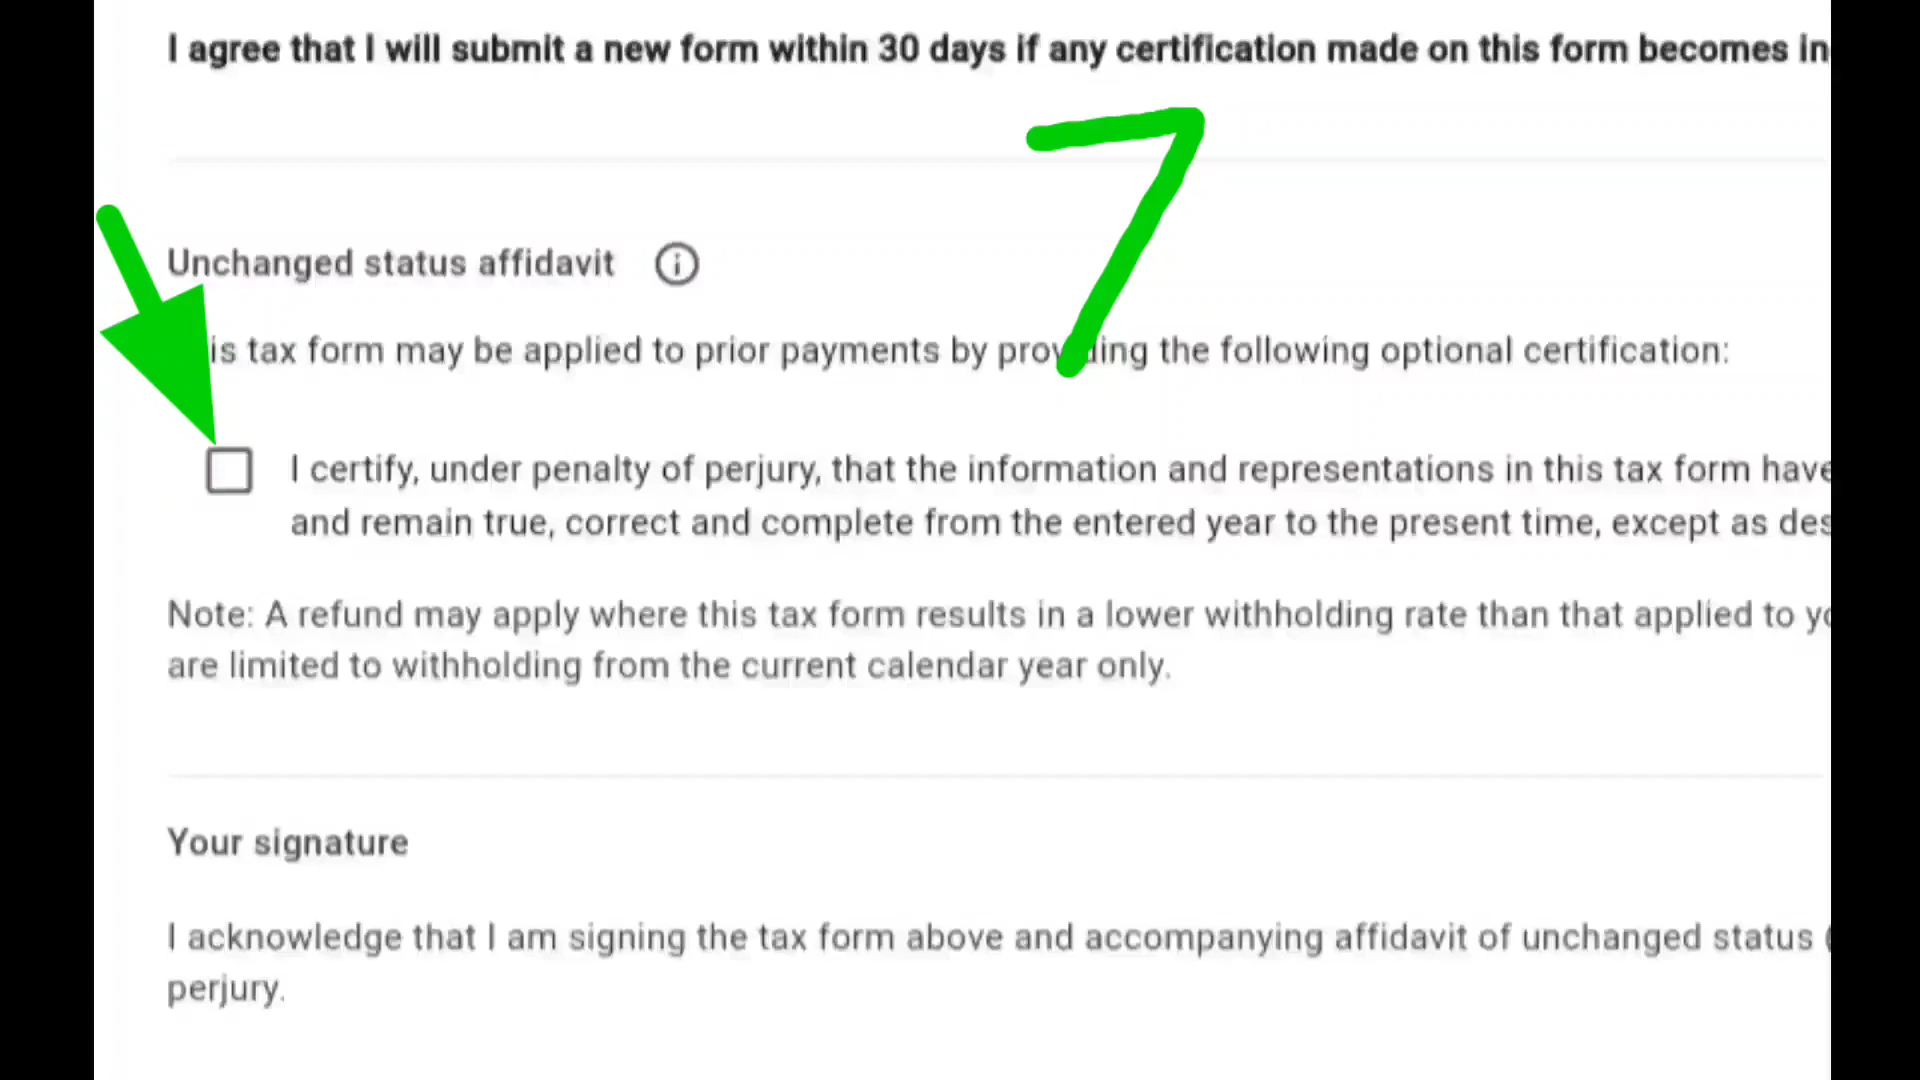 I agree that I will submit a new form within 30 days if any certification made on this form becomes in
7
Unchanged status affidavit
is tax form may be applied to prior payments by providing the following optional certification:
I certify, under penalty of perjury, that the information and representations in this tax form have
and remain true, correct and complete from the entered year to the present time, except as des
Note: A refund may apply where this tax form results in a lower withholding rate than that applied to yo
are limited to withholding from the current calendar year only.
Your signature
I acknowledge that I am signing the tax form above and accompanying affidavit of unchanged status (
perjury.